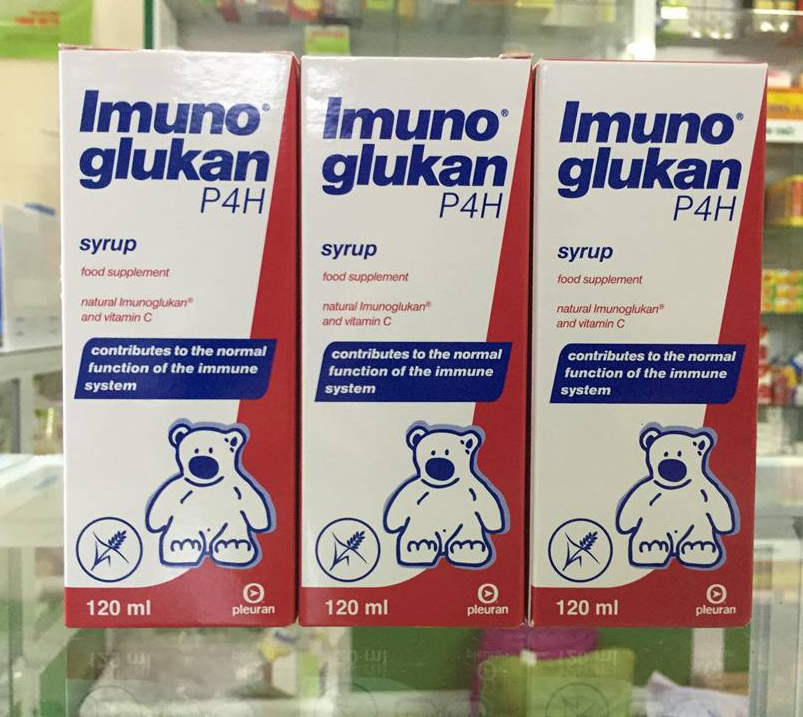 Imuno®
glukan
P4H
syrup
food supplement
natural Imunoglukan®
and vitamin C
contributes to the normal
function of the immune
system
120 ml
pleuran
Imuno®
glukan
P4H
syrup
food supplement
natural Imunoglukan®
and vitamin C
contributes to the normal
function of the immune
system
120 ml
pleuran
Imuno®
glukan
P4H
syrup
food supplement
natural Imunoglukan®
and vitamin C
contributes to the normal
function of the immune
system
120 ml
pleuran